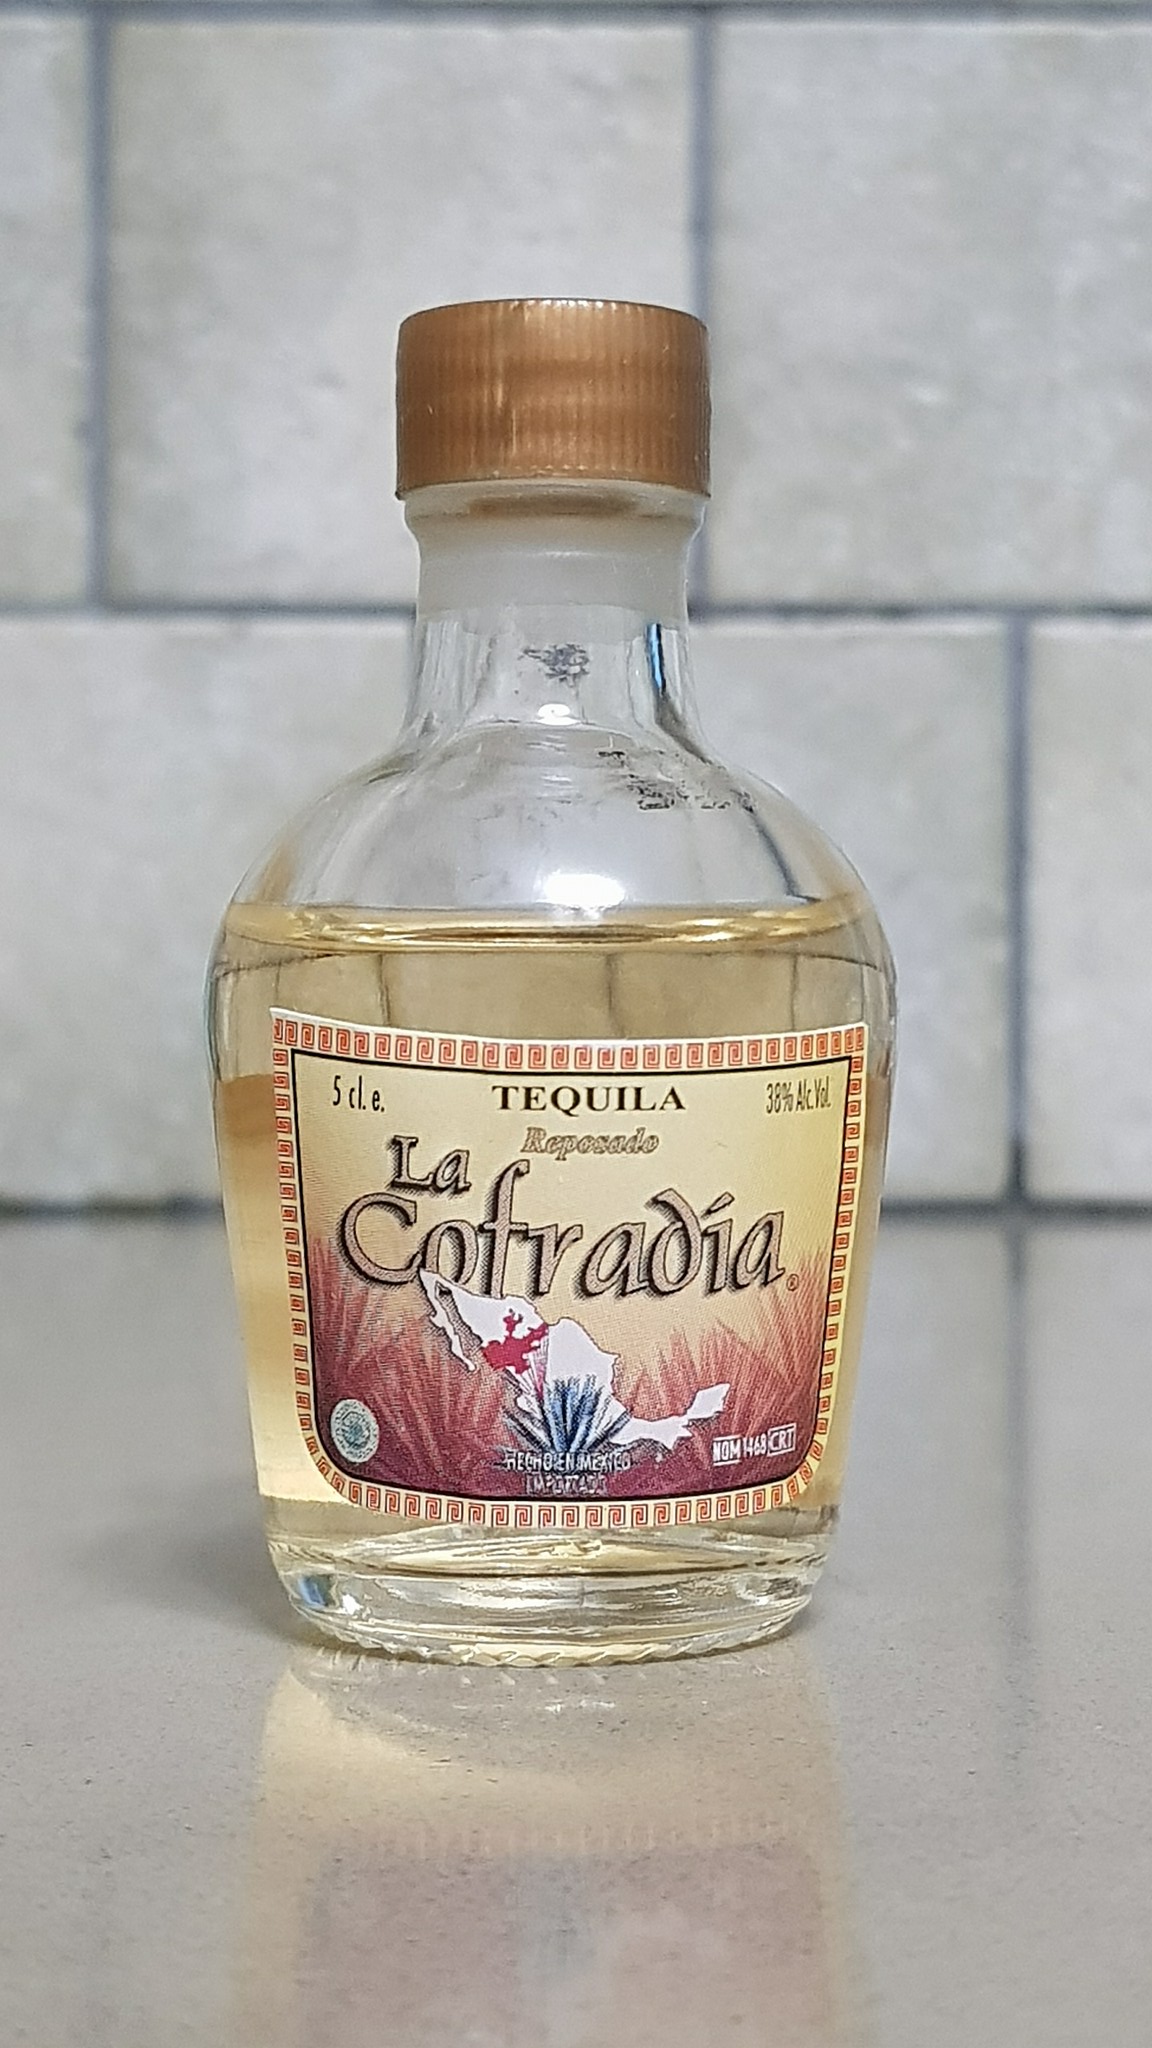 5 cl. e. TEQUILA 38% Alc.Vol.
Reposado
La
Cofradía®
NOM 1468 CRT
HECHO EN MEXICO
IMPORTADO